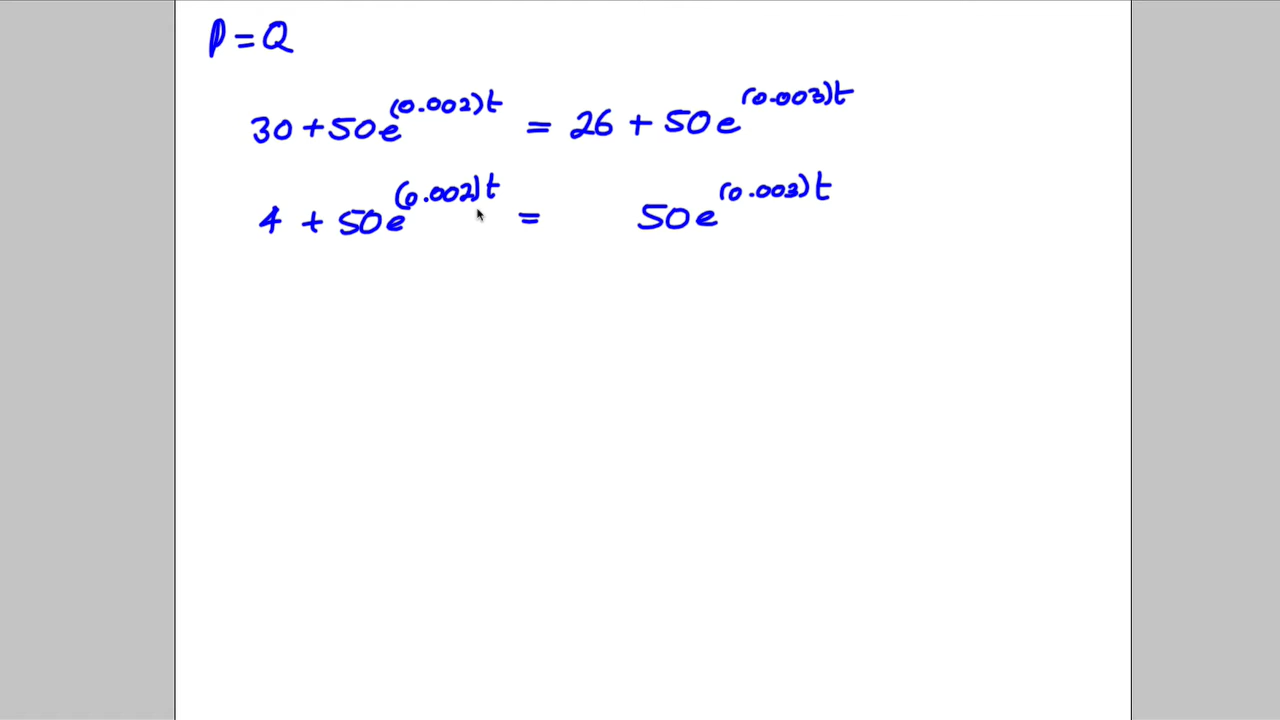 P = Q
30 + 50e^(0.002)t = 26 + 50e^(0.003)t
4 + 50e^(0.002)t = 50e^(0.003)t